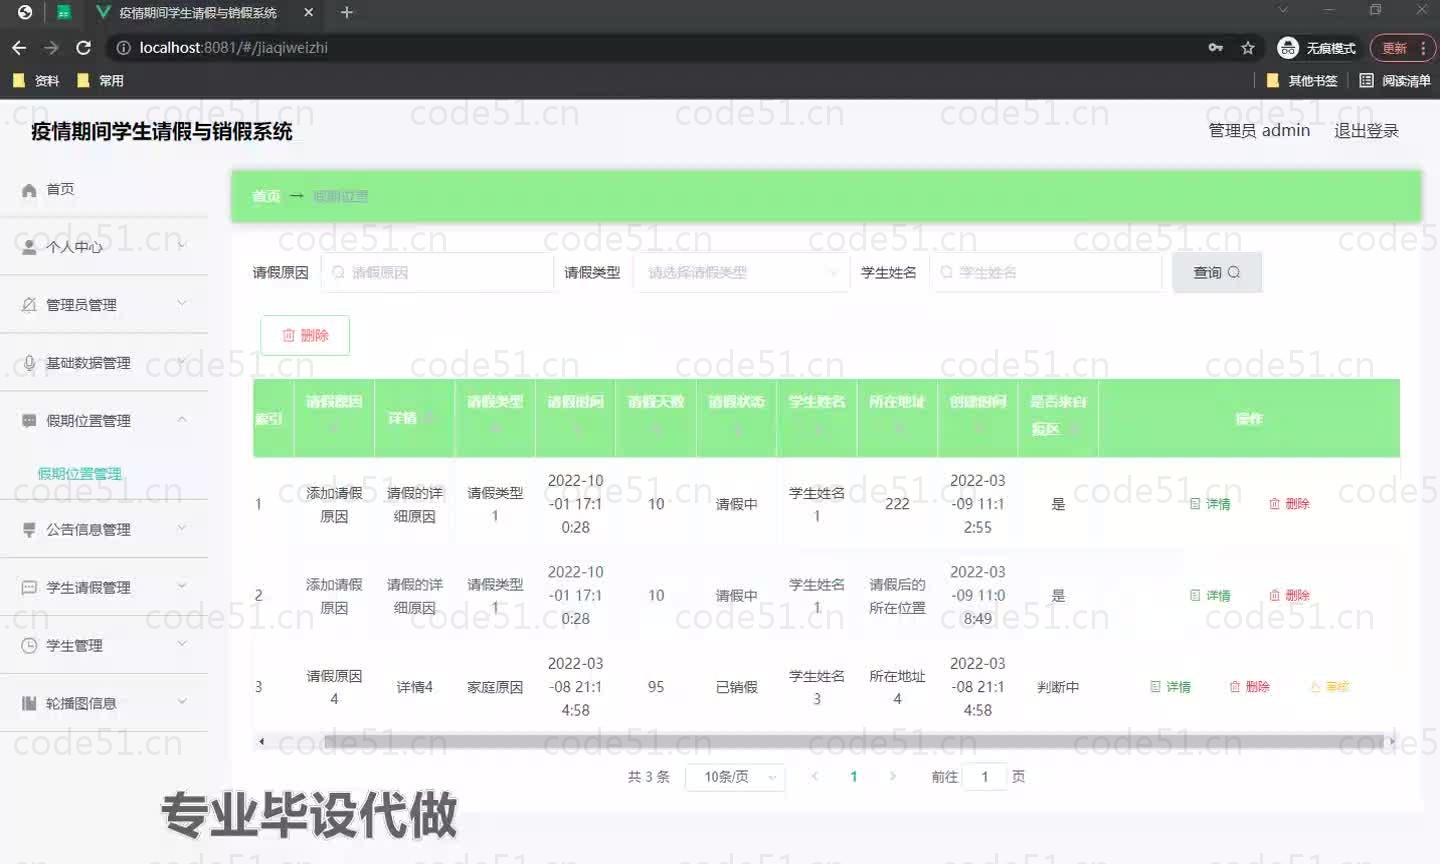 疫情期间学生请假与销假系统
localhost:8081/#/jiaqiweizhi
无痕模式
更新
资料
常用
其他书签
阅读清单
疫情期间学生请假与销假系统
管理员 admin
退出登录
首页
个人中心
管理员管理
基础数据管理
假期位置管理
假期位置管理
公告信息管理
学生请假管理
学生管理
轮播图信息
首页 → 假期位置
请假原因
请假原因
请假类型
请选择请假类型
学生姓名
学生姓名
查询
删除
索引
请假原因
详情
请假类型
请假时间
请假天数
请假状态
学生姓名
所在地址
创建时间
是否来自
疫区
操作
1
添加请假
原因
请假的详
细原因
请假类型
1
2022-10
-01 17:1
0:28
10
请假中
学生姓名
1
222
2022-03
-09 11:1
2:55
是
详情
删除
2
添加请假
原因
请假的详
细原因
请假类型
1
2022-10
-01 17:1
0:28
10
请假中
学生姓名
1
请假后的
所在位置
2022-03
-09 11:0
8:49
是
详情
删除
3
请假原因
4
详情4
家庭原因
2022-03
-08 21:1
4:58
95
已销假
学生姓名
3
所在地址
4
2022-03
-08 21:1
4:58
判断中
详情
删除
审核
共 3 条
10条/页
1
前往 1 页
专业毕设代做
code51.cn